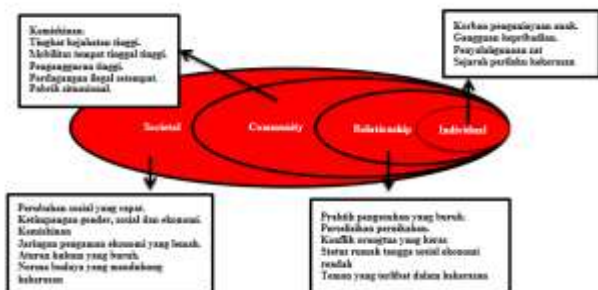 Kemiskinan.
Tingkat kejahatan tinggi.
Mobilitas tempat tinggal tinggi.
Pengangguran tinggi.
Perdagangan ilegal setempat.
situasional.
Korban penganiayaan anak.
Gangguan kepribadian.
Penyalahgunaan zat
Sejarah perilaku kekerasan
Societal
Community
Relationship
Individual
Perubahan sosial yang cepat.
Ketimpangan gender, sosial dan ekonomi.
Kemiskinan
Jaringan pengaman ekonomi yang lemah.
Aturan hukum yang buruk.
Norma budaya yang mendukung
kekerasan
Praktik pengasuhan yang buruk.
Perselisihan pernikahan.
Konflik orangtua yang keras
Status rumah tangga sosial ekonomi
rendah
Teman yang terlibat dalam kekerasan